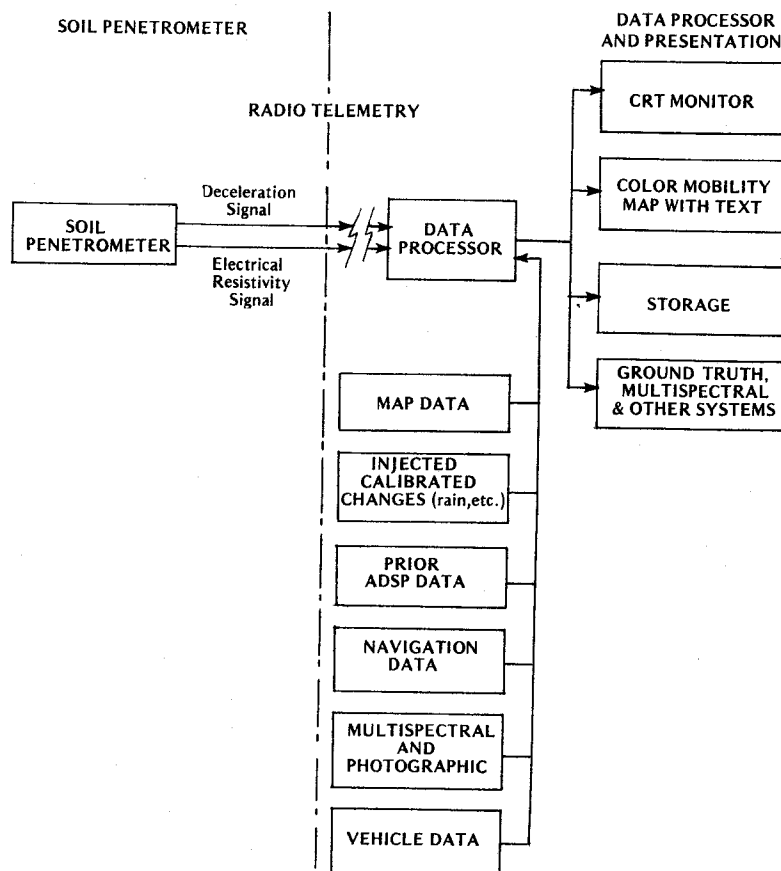 SOIL PENETROMETER
DATA PROCESSOR
AND PRESENTATION
RADIO TELEMETRY
CRT MONITOR
COLOR MOBILITY
MAP WITH TEXT
STORAGE
GROUND TRUTH,
MULTISPECTRAL
& OTHER SYSTEMS
Deceleration
Signal
SOIL
PENETROMETER
Electrical
Resistivity
Signal
DATA
PROCESSOR
MAP DATA
INJECTED
CALIBRATED
CHANGES (rain,etc.)
PRIOR
ADSP DATA
NAVIGATION
DATA
MULTISPECTRAL
AND
PHOTOGRAPHIC
VEHICLE DATA